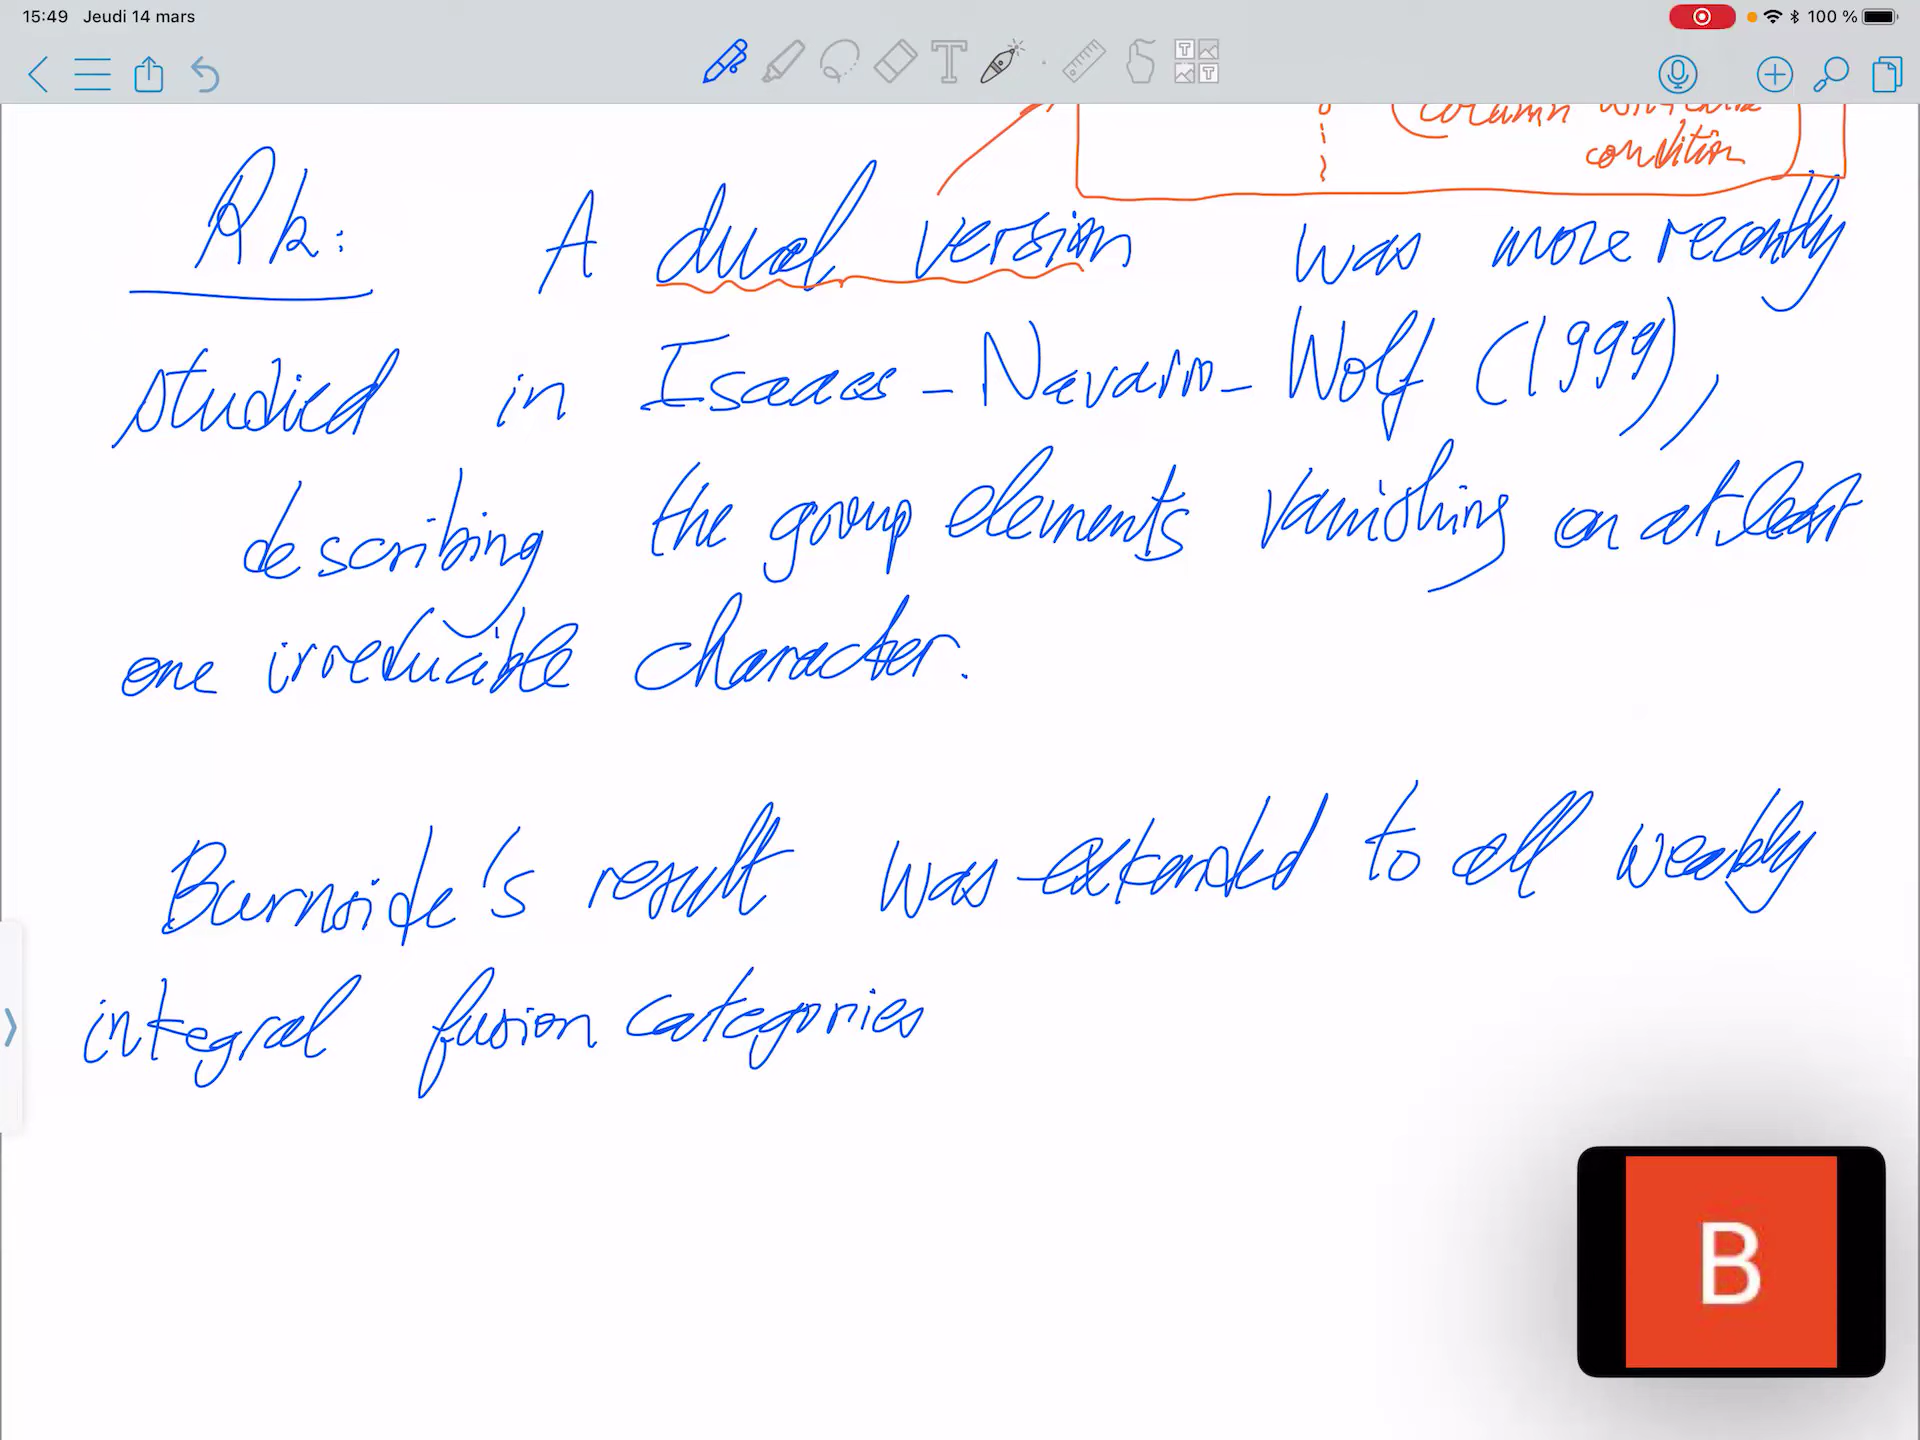 15:49 Jeudi 14 mars 100 %
column with
condition
Rk: A dual version was more recently
studied in Isaacs - Navarro - Wolf (1999),
describing the group elements vanishing on at least
one irreducible character.
Burnside's result was extended to all weakly
integral fusion categories
B